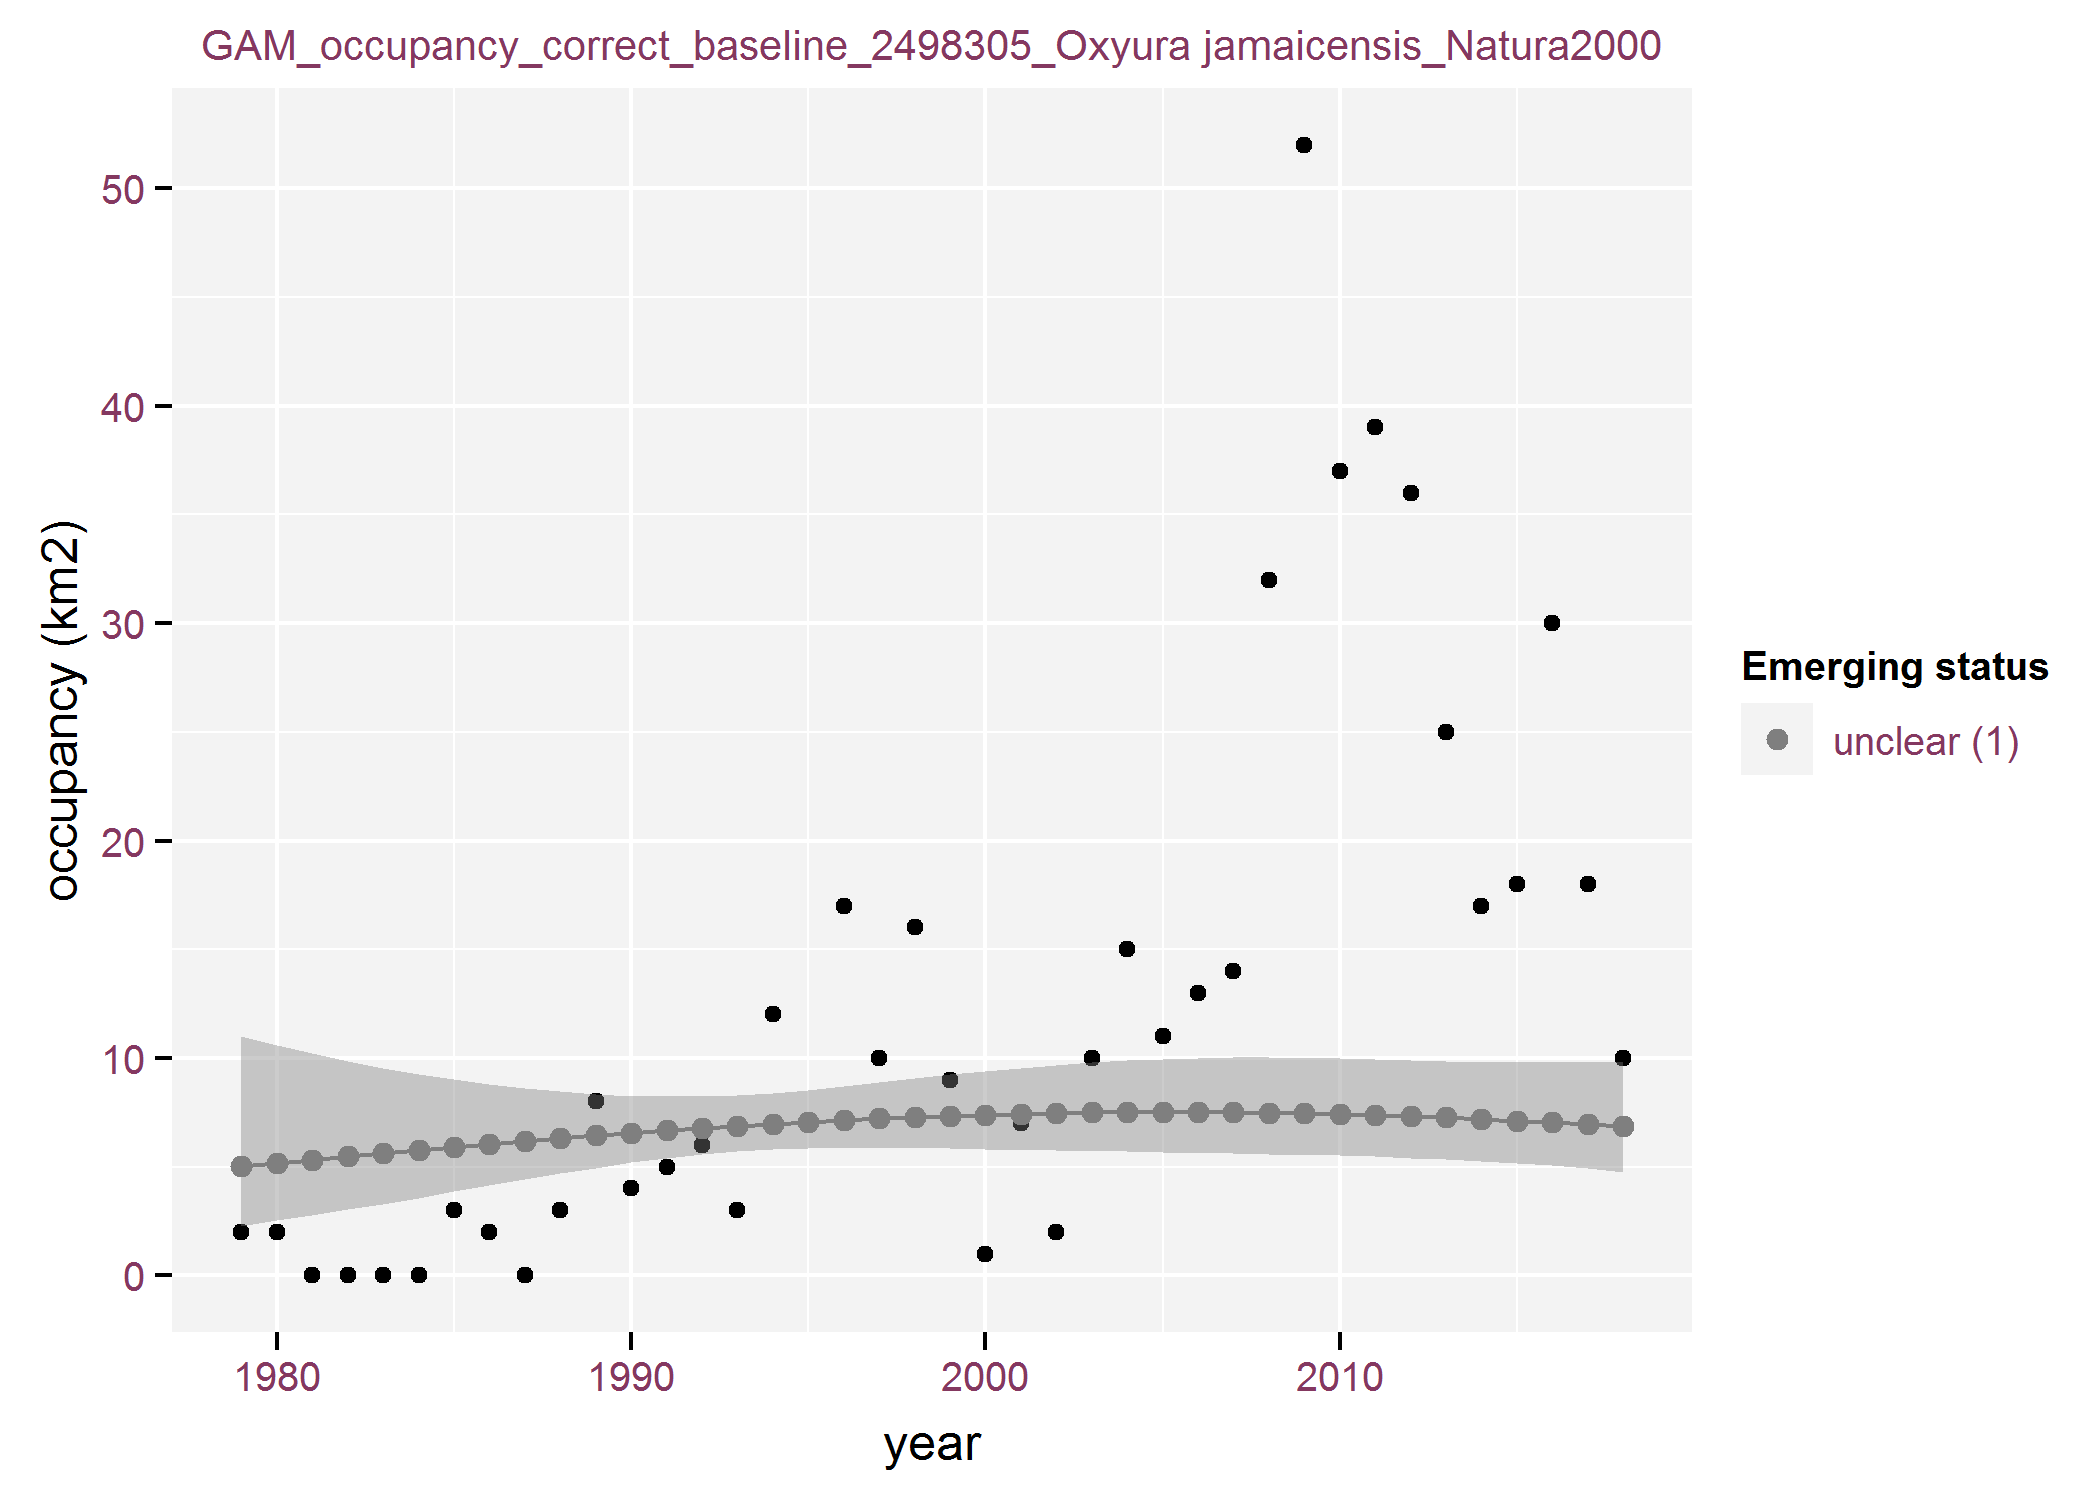 GAM_occupancy_correct_baseline_2498305_Oxyura jamaicensis_Natura2000
occupancy (km2)
50
40
30
20
10
0
1980 1990 2000 2010
year
Emerging status
unclear (1)